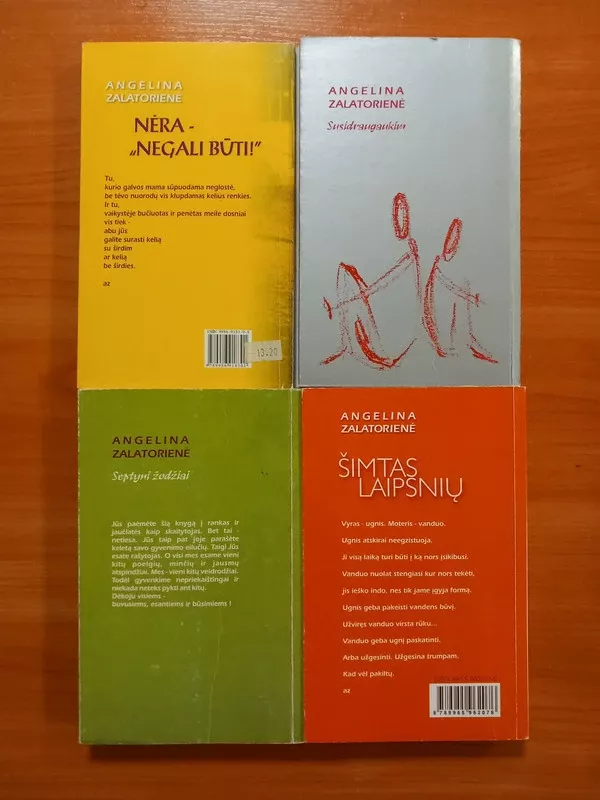 ANGELINA
ZALATORIENĖ
NĖRA -
„NEGALI BŪTI!”
Tu,
kurio galvos mama sūpuodama neglostė,
be tėvo nuorodų vis klupdamas kelius renkies.
Ir tu,
vaikystėje bučiuotas ir penėtas meile dosniai
vis tiek -
abu jūs
galite surasti kelią
su širdim
ar kelią
be širdies.
az
13.20
ANGELINA
ZALATORIENĖ
Susidraugaukim
ANGELINA
ZALATORIENĖ
Septyni žodžiai
Jūs paėmėte šią knygą į rankas ir
jaučiatės kaip skaitytojas. Bet tai -
netiesa. Jūs taip pat joje parašėte
keletą savo gyvenimo eilučių. Taigi Jūs
esate rašytojas. O visi mes esame vieni
kitų poelgių, minčių ir jausmų
atspindžiai. Mes - vieni kitų veidrodžiai.
Todėl gyvenkime nepriekaištingai ir
niekada neteks pykti ant kitų.
Dėkoju visiems -
buvusiems, esantiems ir būsimiems !
ANGELINA
ZALATORIENĖ
ŠIMTAS
LAIPSNIŲ
Vyras - ugnis. Moteris - vanduo.
Ugnis atskirai neegzistuoja.
Ji visą laiką turi būti į ką nors įsikibusi.
Vanduo nuolat stengiasi kur nors tekėti,
jis ieško indo, nes tik jame įgyja formą.
Ugnis geba pakeisti vandens būvį.
Užviręs vanduo virsta rūku...
Vanduo geba ugnį paskatinti.
Arba užgesinti. Užgesina trumpam.
Kad vėl pakiltų.
az
9 789955 982076